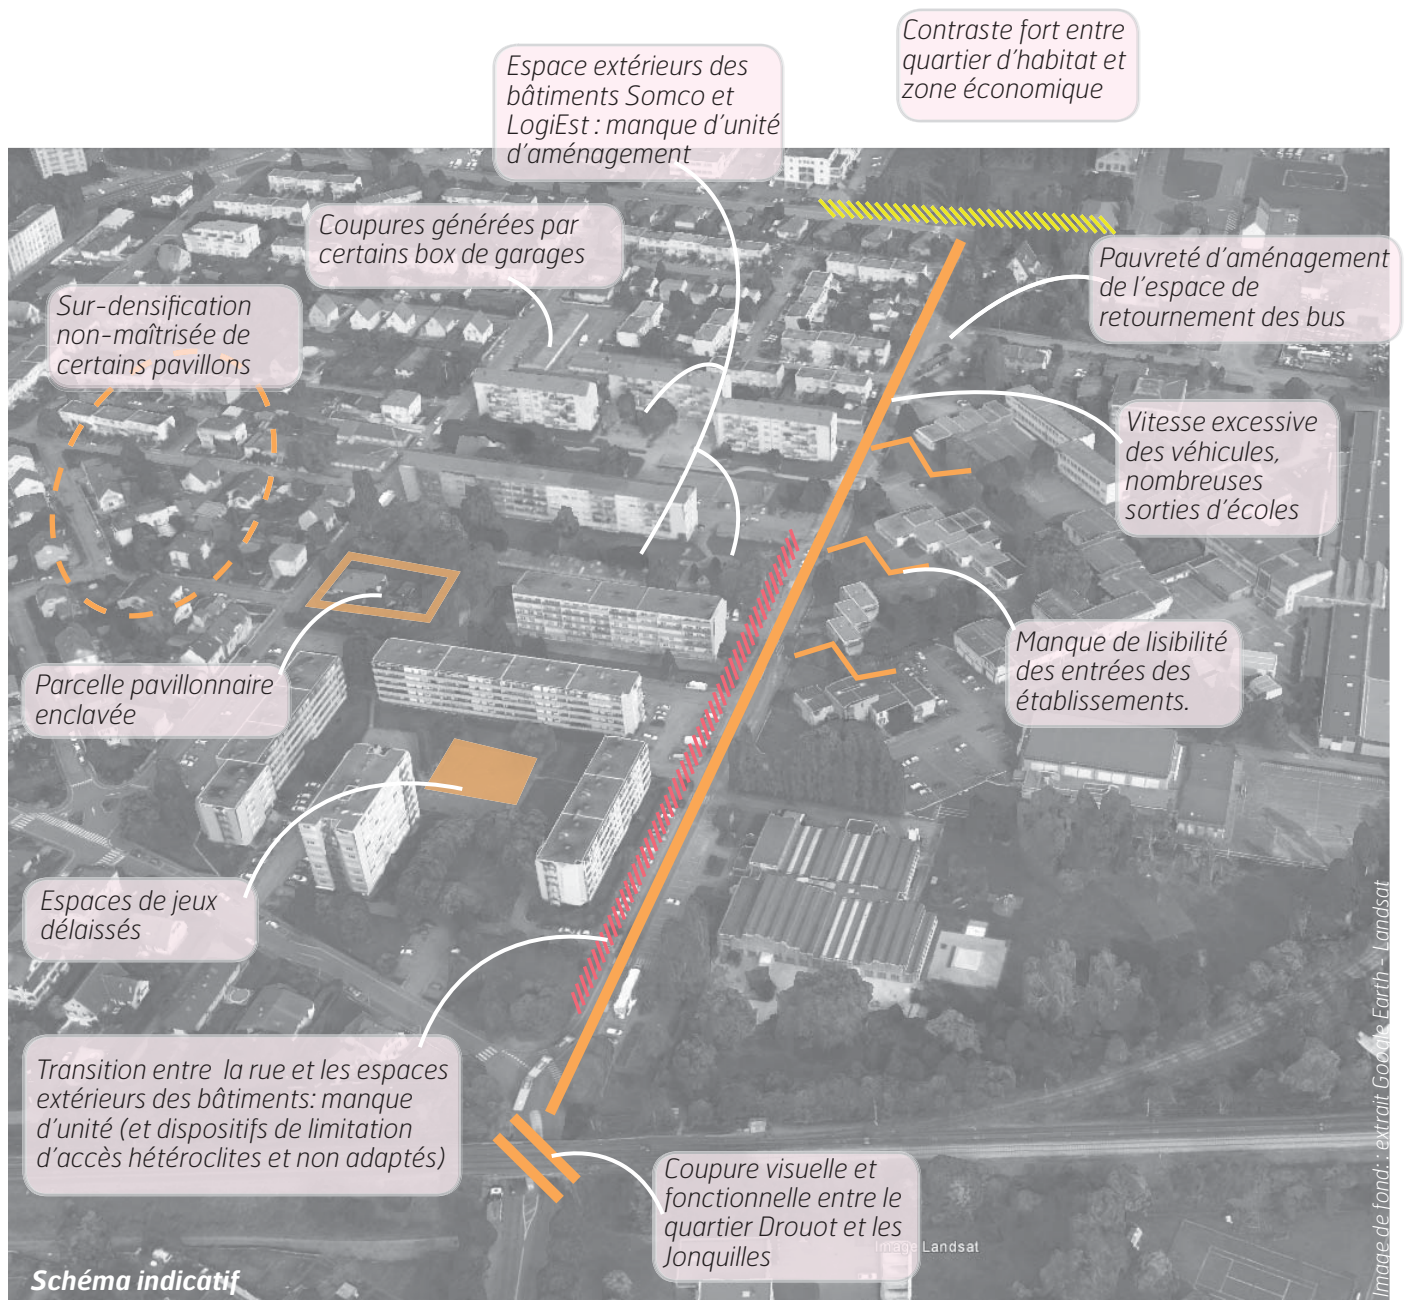 Contraste fort entre
quartier d'habitat et
zone économique
Espace extérieurs des
bâtiments Somco et
LogiEst : manque d'unité
d'aménagement
Coupures générées par
certains box de garages
Pauvreté d'aménagement
de l'espace de
retournement des bus
Sur-densification
non-maîtrisée de
certains pavillons
Vitesse excessive
des véhicules,
nombreuses
sorties d'écoles
Manque de lisibilité
des entrées des
établissements.
Parcelle pavillonnaire
enclavée
Espaces de jeux
délaissés
Transition entre la rue et les espaces
extérieurs des bâtiments: manque
d'unité (et dispositifs de limitation
d'accès hétéroclites et non adaptés)
Coupure visuelle et
fonctionnelle entre le
quartier Drouot et les
Jonquilles
Image Landsat
Schéma indicatif
Image de fond: : extrait Google Earth - Landsat